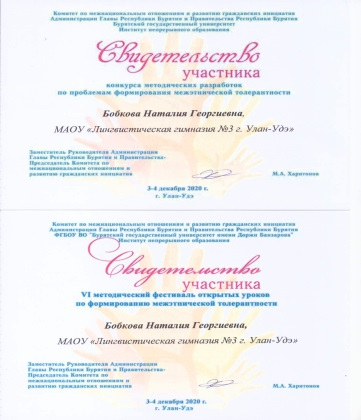 Комитет по межнациональным отношениям и развитию гражданских инициатив
Администрации Главы Республики Бурятия и Правительства Республики Бурятия
Бурятский государственный университет
Институт непрерывного образования
Свидетельство
участника
конкурса методических разработок
по проблемам формирования межэтнической толерантности
Бобкова Наталия Георгиевна,
МАОУ «Лингвистическая гимназия №3 г. Улан-Удэ»
Заместитель Руководителя Администрации
Главы Республики Бурятия и Правительства-
Председатель Комитета по
межнациональным отношениям и
развитию гражданских инициатив
М.А. Харитонов
3-4 декабря 2020 г.
г. Улан-Удэ
Комитет по межнациональным отношениям и развитию гражданских инициатив
Администрации Главы Республики Бурятия и Правительства Республики Бурятия
ФГБОУ ВО "Бурятский государственный университет имени Доржи Банзарова"
Институт непрерывного образования
Свидетельство
участника
VI методический фестиваль открытых уроков
по формированию межэтнической толерантности
Бобкова Наталия Георгиевна,
МАОУ «Лингвистическая гимназия №3 г. Улан-Удэ»
Заместитель Руководителя Администрации
Главы Республики Бурятия и Правительства-
Председатель Комитета по
межнациональным отношениям и
развитию гражданских инициатив
М.А. Харитонов
3-4 декабря 2020 г.
г. Улан-Удэ